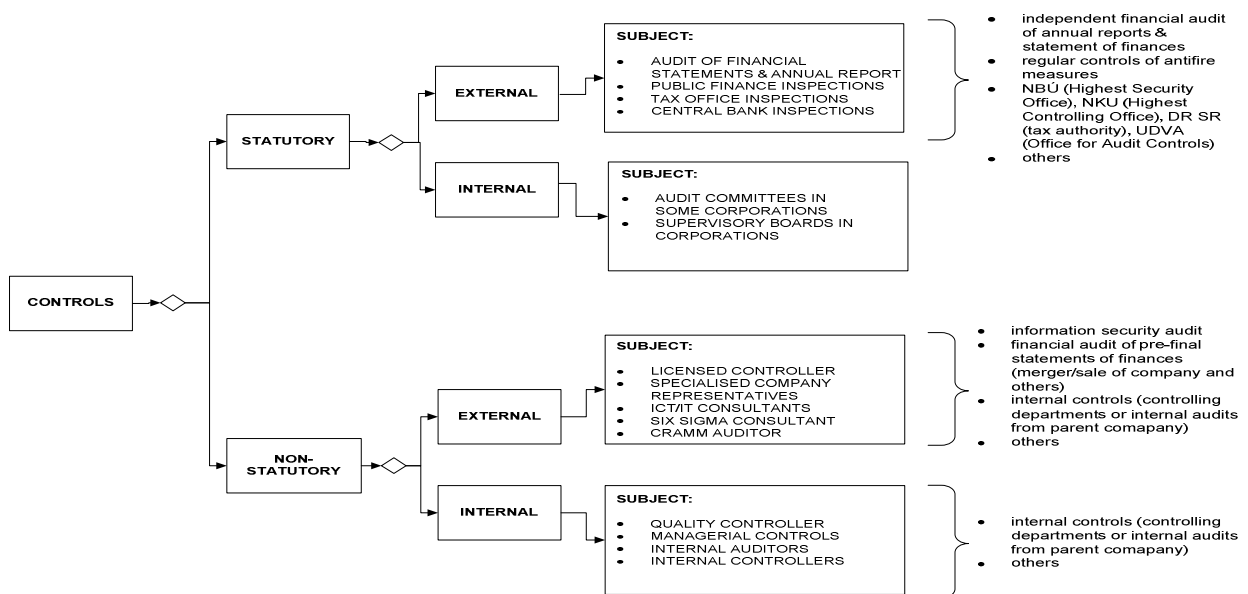 CONTROLS
STATUTORY
EXTERNAL
SUBJECT:
• AUDIT OF FINANCIAL
STATEMENTS & ANNUAL REPORT
• PUBLIC FINANCE INSPECTIONS
• TAX OFFICE INSPECTIONS
• CENTRAL BANK INSPECTIONS
• independent financial audit
of annual reports &
statement of finances
• regular controls of antifire
measures
• NBÚ (Highest Security
Office), NKU (Highest
Controlling Office), DR SR
(tax authority), UDVA
(Office for Audit Controls)
• others
INTERNAL
SUBJECT:
• AUDIT COMMITTEES IN
SOME CORPORATIONS
• SUPERVISORY BOARDS IN
CORPORATIONS
NON-
STATUTORY
EXTERNAL
SUBJECT:
• LICENSED CONTROLLER
• SPECIALISED COMPANY
REPRESENTATIVES
• ICT/IT CONSULTANTS
• SIX SIGMA CONSULTANT
• CRAMM AUDITOR
• information security audit
• financial audit of pre-final
statements of finances
(merger/sale of company and
others)
• internal controls (controlling
departments or internal audits
from parent comapany)
• others
INTERNAL
SUBJECT:
• QUALITY CONTROLLER
• MANAGERIAL CONTROLS
• INTERNAL AUDITORS
• INTERNAL CONTROLLERS
• internal controls (controlling
departments or internal audits
from parent comapany)
• others